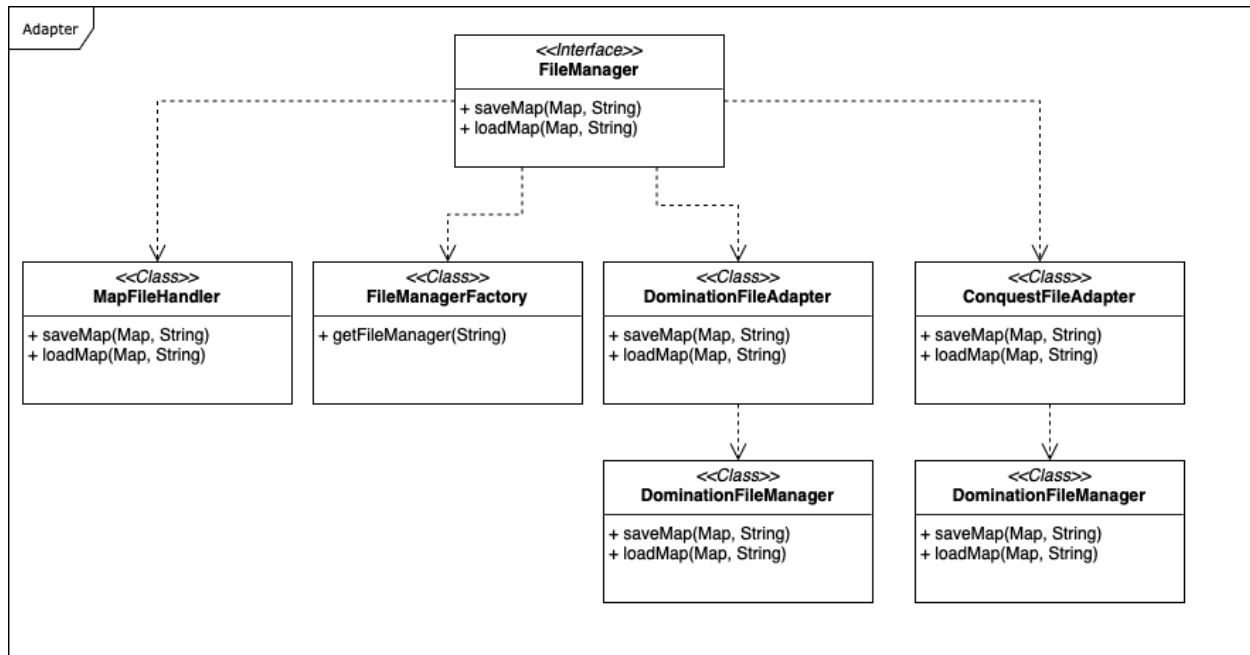 Adapter
<<Interface>>
FileManager
+ saveMap(Map, String)
+ loadMap(Map, String)
<<Class>>
MapFileHandler
+ saveMap(Map, String)
+ loadMap(Map, String)
<<Class>>
FileManagerFactory
+ getFileManager(String)
<<Class>>
DominationFileAdapter
+ saveMap(Map, String)
+ loadMap(Map, String)
<<Class>>
ConquestFileAdapter
+ saveMap(Map, String)
+ loadMap(Map, String)
<<Class>>
DominationFileManager
+ saveMap(Map, String)
+ loadMap(Map, String)
<<Class>>
DominationFileManager
+ saveMap(Map, String)
+ loadMap(Map, String)